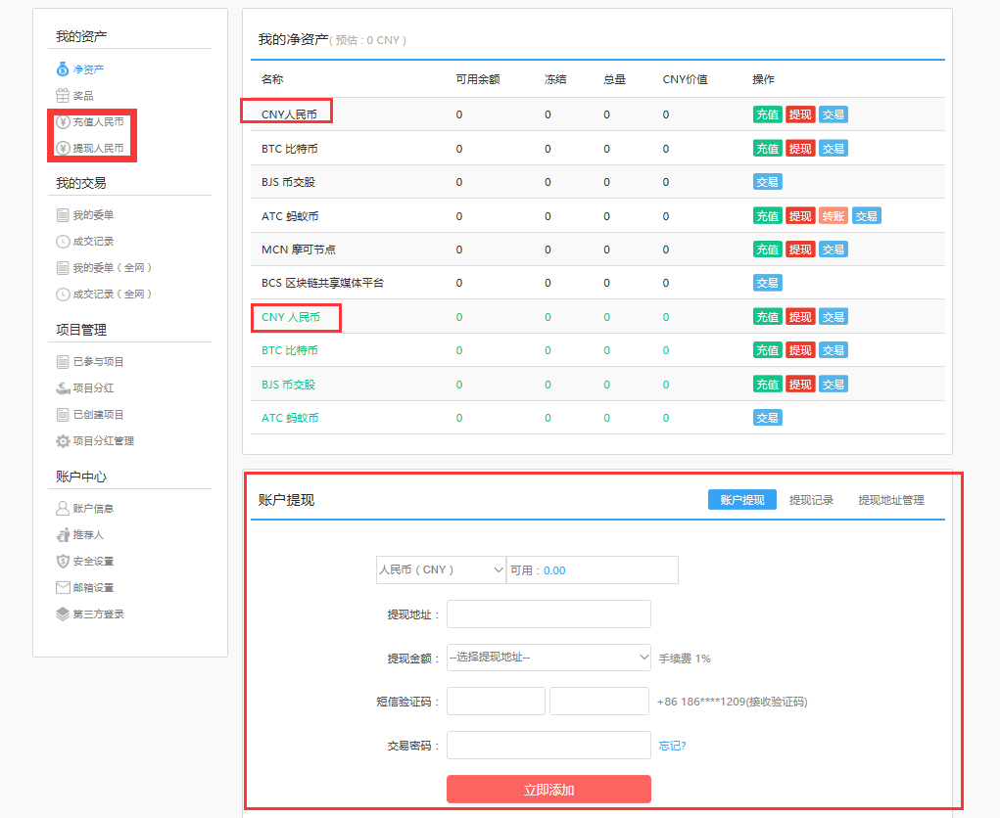 我的资产
净资产
奖品
充值人民币
提现人民币
我的交易
我的委单
成交记录
我的委单（全网）
成交记录（全网）
项目管理
已参与项目
项目分红
已创建项目
项目分红管理
账户中心
账户信息
推荐人
安全设置
邮箱设置
第三方登录
我的净资产( 预估 : 0 CNY )
名称 可用余额 冻结 总量 CNY价值 操作
CNY人民币 0 0 0 0 充值 提现 交易
BTC 比特币 0 0 0 0 充值 提现 交易
BJS 币交股 0 0 0 0 交易
ATC 蚂蚁币 0 0 0 0 充值 提现 转账 交易
MCN 摩可节点 0 0 0 0 充值 提现 交易
BCS 区块链共享媒体平台 0 0 0 0 交易
CNY 人民币 0 0 0 0 充值 提现 交易
BTC 比特币 0 0 0 0 充值 提现 交易
BJS 币交股 0 0 0 0 充值 提现 交易
ATC 蚂蚁币 0 0 0 0 交易
账户提现 账户提现 提现记录 提现地址管理
人民币（CNY） 可用：0.00
提现地址：
提现金额： --选择提现地址-- 手续费 1%
短信验证码： +86 186****1209(接收验证码)
交易密码： 忘记?
立即添加